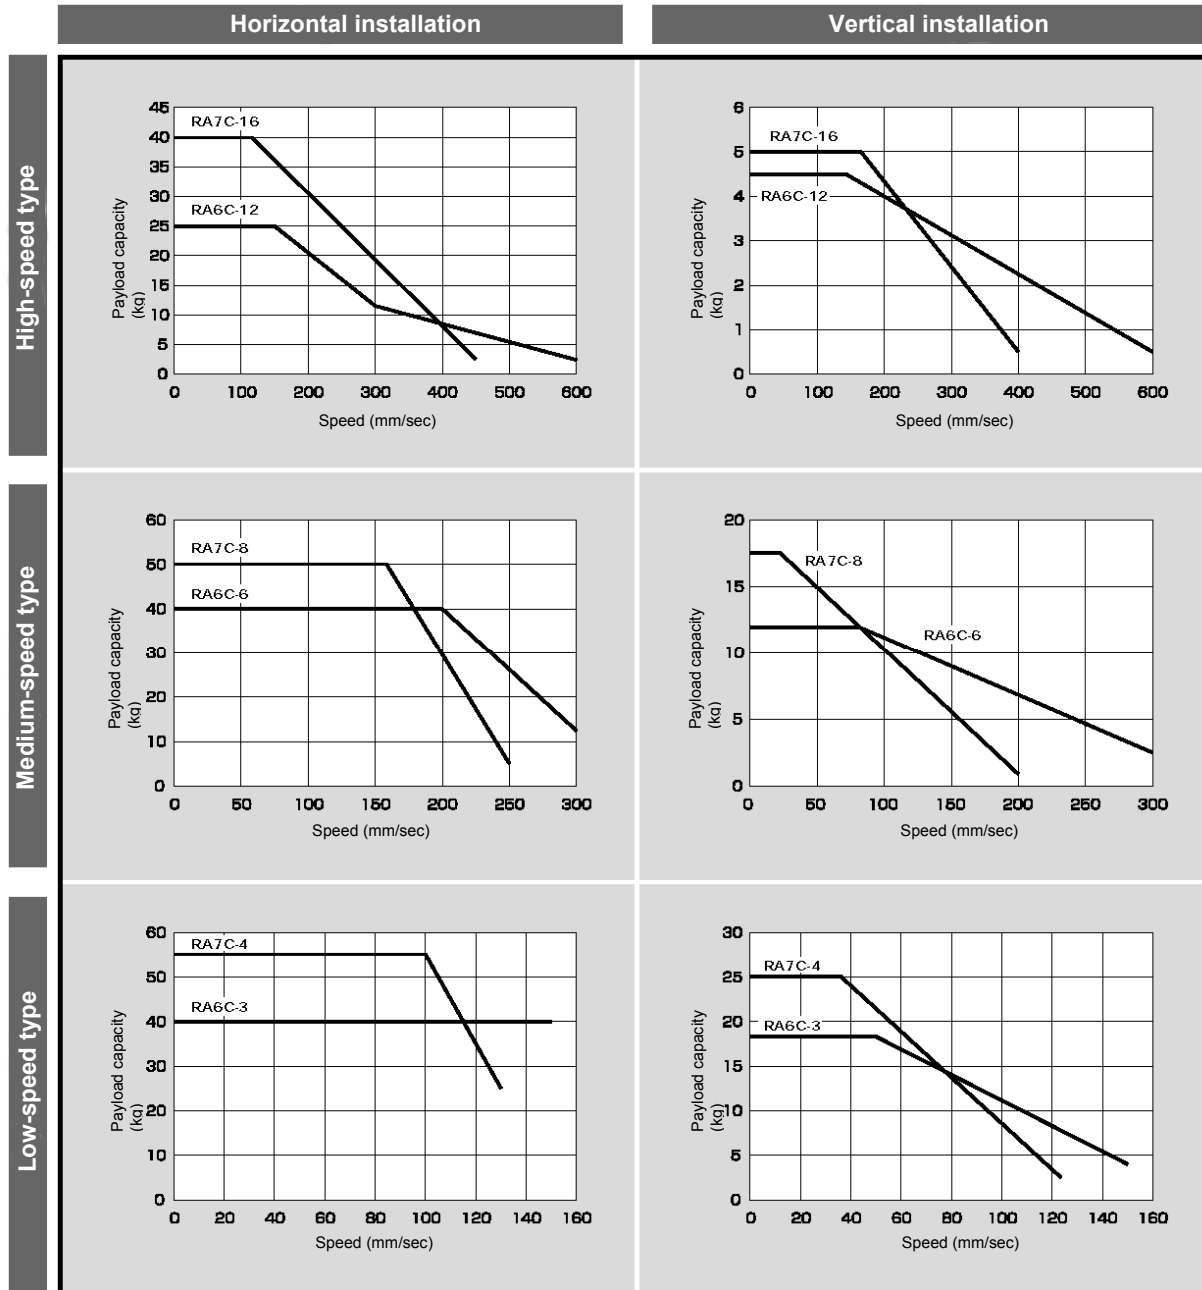 Horizontal installation
Vertical installation
High-speed type
45
40
35
30
25
20
15
10
5
0
RA7C-16
RA6C-12
Payload capacity
(kg)
0 100 200 300 400 500 600
Speed (mm/sec)
6
5
4
3
2
1
0
RA7C-16
RA6C-12
Payload capacity
(kg)
0 100 200 300 400 500 600
Speed (mm/sec)
Medium-speed type
60
50
40
30
20
10
0
RA7C-8
RA6C-6
Payload capacity
(kg)
0 50 100 150 200 250 300
Speed (mm/sec)
20
15
10
5
0
RA7C-8
RA6C-6
Payload capacity
(kg)
0 50 100 150 200 250 300
Speed (mm/sec)
Low-speed type
60
50
40
30
20
10
0
RA7C-4
RA6C-3
Payload capacity
(kg)
0 20 40 60 80 100 120 140 160
Speed (mm/sec)
30
25
20
15
10
5
0
RA7C-4
RA6C-3
Payload capacity
(kg)
0 20 40 60 80 100 120 140 160
Speed (mm/sec)